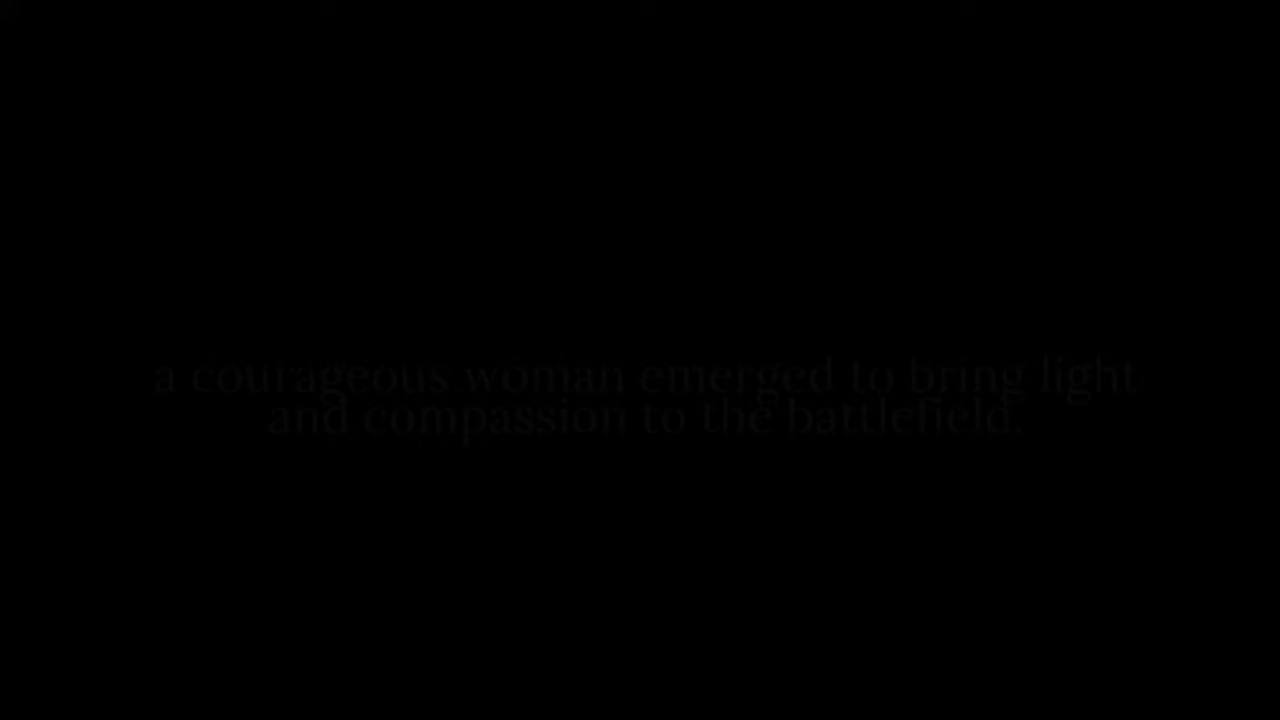 a courageous woman emerged to bring light
and compassion to the battlefield.